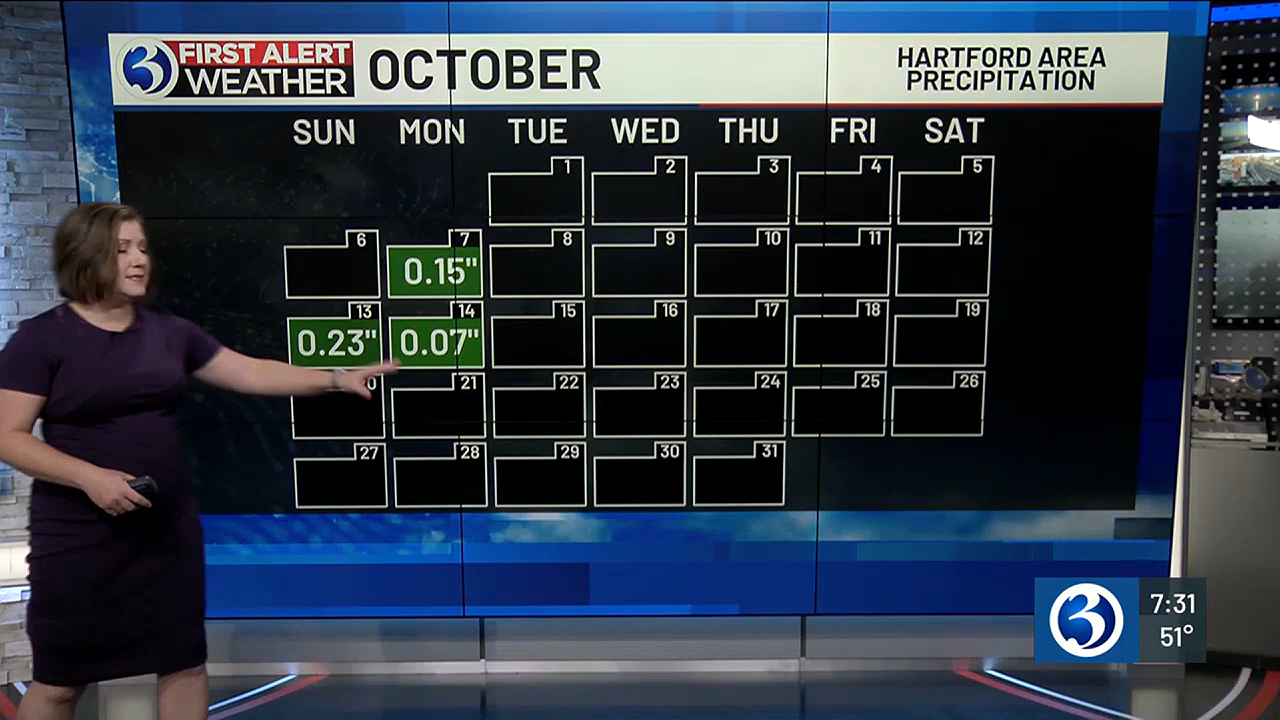 3 FIRST ALERT
WEATHER
OCTOBER
HARTFORD AREA
PRECIPITATION
SUN MON TUE WED THU FRI SAT
1 2 3 4 5
6 7 8 9 10 11 12
0.15"
13 14 15 16 17 18 19
0.23" 0.07"
21 22 23 24 25 26
27 28 29 30 31
3 7:31
51°